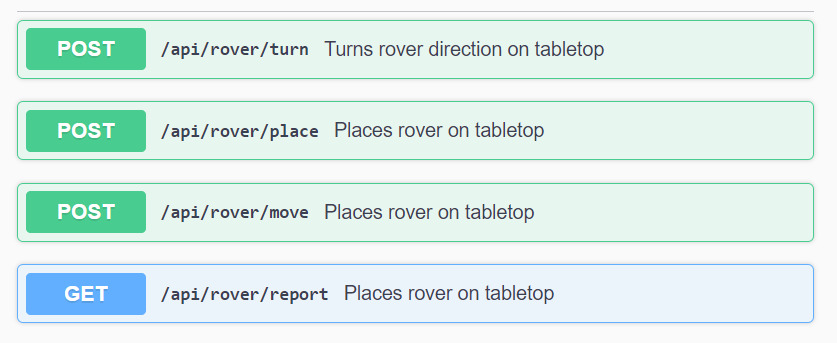 POST /api/rover/turn Turns rover direction on tabletop
POST /api/rover/place Places rover on tabletop
POST /api/rover/move Places rover on tabletop
GET /api/rover/report Places rover on tabletop